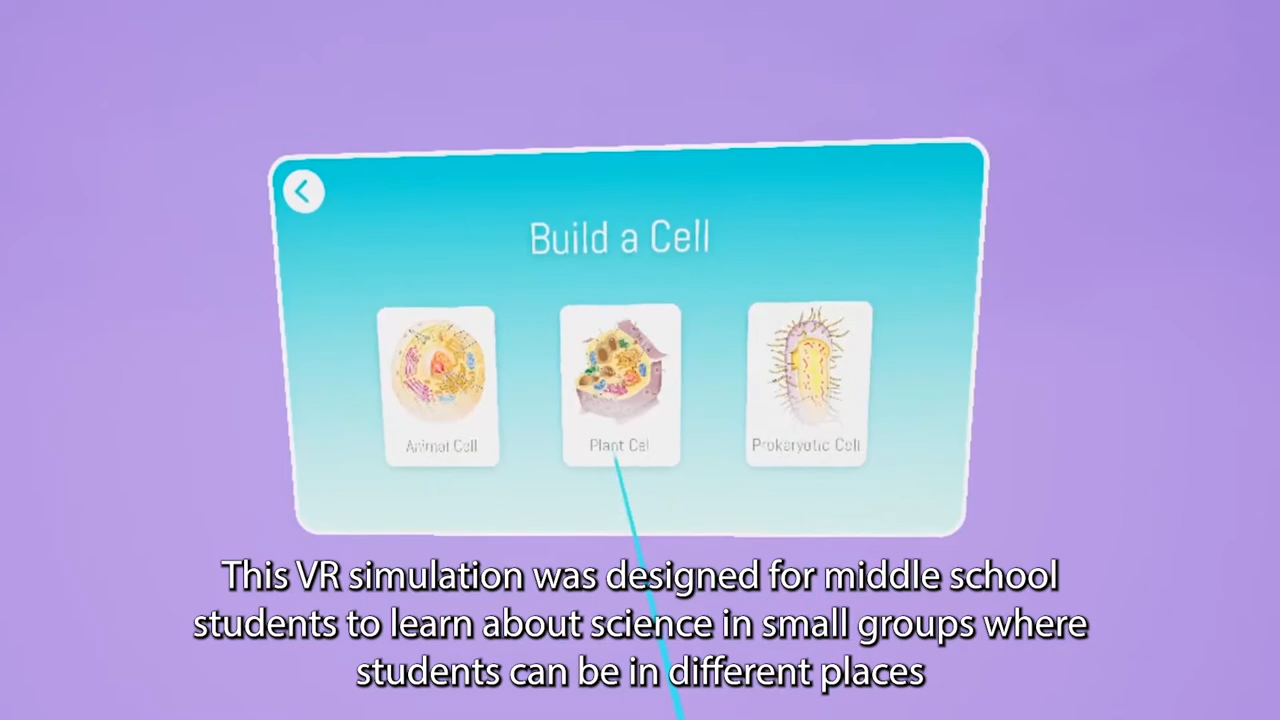 Build a Cell
Animal Cell
Plant Cell
Prokaryotic Cell
This VR simulation was designed for middle school
students to learn about science in small groups where
students can be in different places